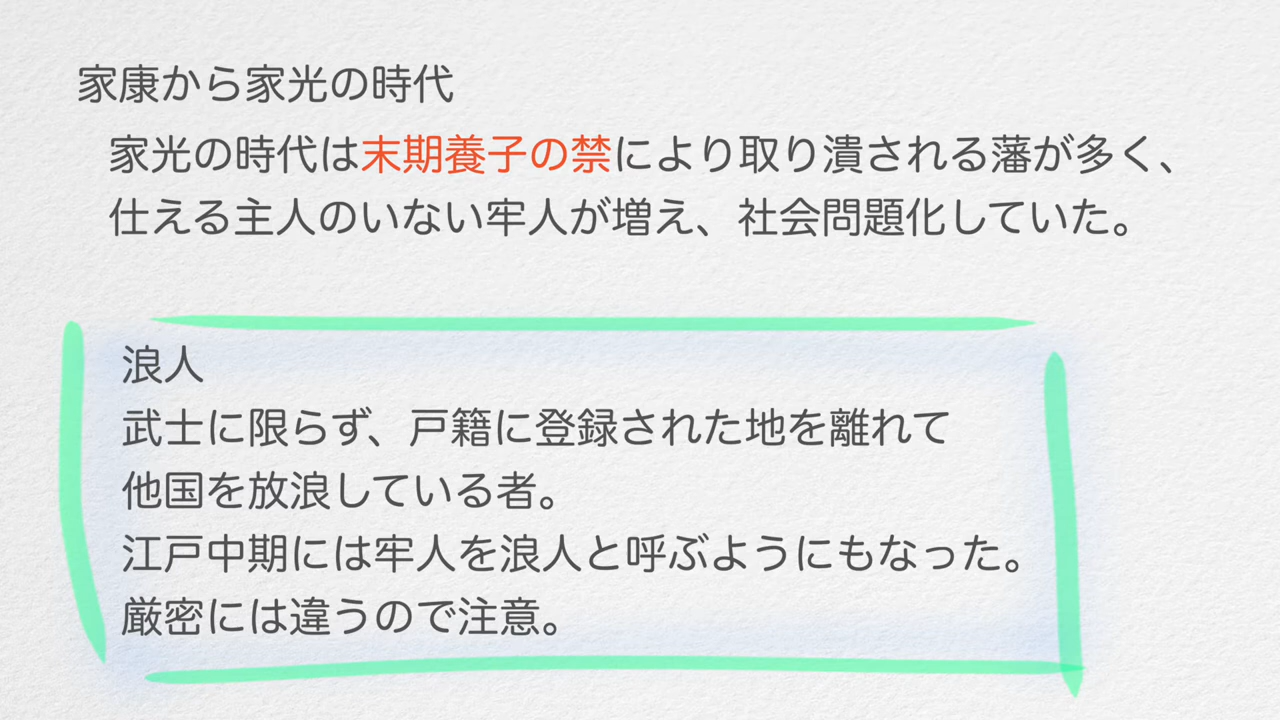 家康から家光の時代
家光の時代は末期養子の禁により取り潰される藩が多く、
仕える主人のいない牢人が増え、社会問題化していた。
浪人
武士に限らず、戸籍に登録された地を離れて
他国を放浪している者。
江戸中期には牢人を浪人と呼ぶようにもなった。
厳密には違うので注意。